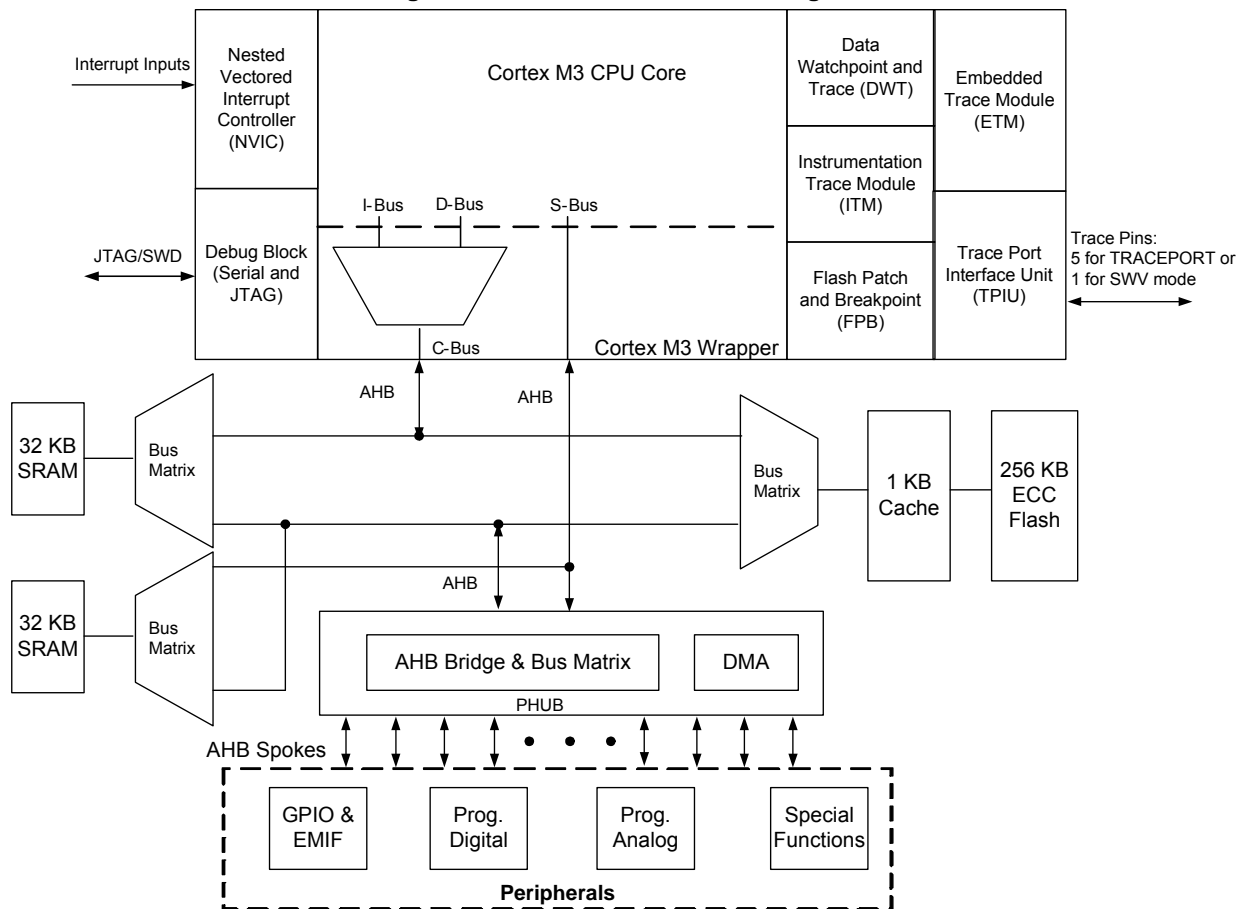 Interrupt Inputs
Nested
Vectored
Interrupt
Controller
(NVIC)
Cortex M3 CPU Core
Data
Watchpoint and
Trace (DWT)
Embedded
Trace Module
(ETM)
Instrumentation
Trace Module
(ITM)
I-Bus
D-Bus
S-Bus
JTAG/SWD
Debug Block
(Serial and
JTAG)
Flash Patch
and Breakpoint
(FPB)
Trace Port
Interface Unit
(TPIU)
Trace Pins:
5 for TRACEPORT or
1 for SWV mode
C-Bus
Cortex M3 Wrapper
AHB
AHB
32 KB
SRAM
Bus
Matrix
Bus
Matrix
1 KB
Cache
256 KB
ECC
Flash
AHB
32 KB
SRAM
Bus
Matrix
AHB Bridge & Bus Matrix
DMA
PHUB
AHB Spokes
GPIO &
EMIF
Prog.
Digital
Prog.
Analog
Special
Functions
Peripherals